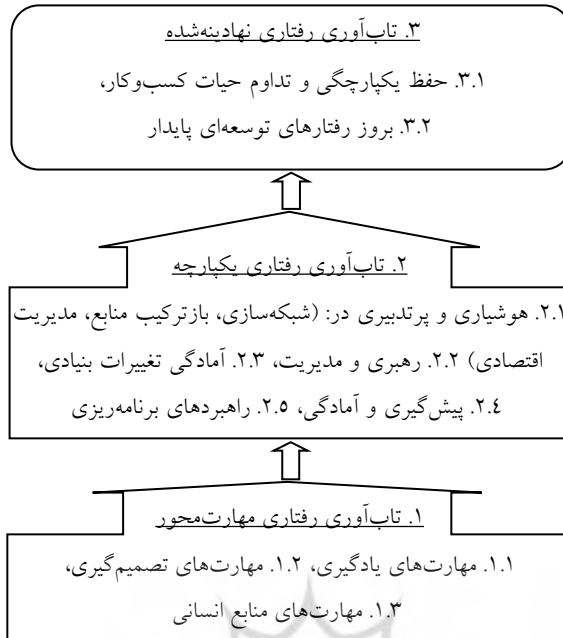 ۳. تاب‌آوری رفتاری نهادینه‌شده
۳.۱. حفظ یکپارچگی و تداوم حیات کسب‌وکار،
۳.۲. بروز رفتارهای توسعه‌ای پایدار
۲. تاب‌آوری رفتاری یکپارچه
۲.۱. هوشیاری و پرتدبیری در: (شبکه‌سازی، بازترکیب منابع، مدیریت
اقتصادی) ۲.۲. رهبری و مدیریت، ۲.۳. آمادگی تغییرات بنیادی،
۲.٤. پیش‌گیری و آمادگی، ۲.٥. راهبردهای برنامه‌ریزی
۱. تاب‌آوری رفتاری مهارت‌محور
۱.۱. مهارت‌های یادگیری، ۱.۲. مهارت‌های تصمیم‌گیری،
۱.۳. مهارت‌های منابع انسانی